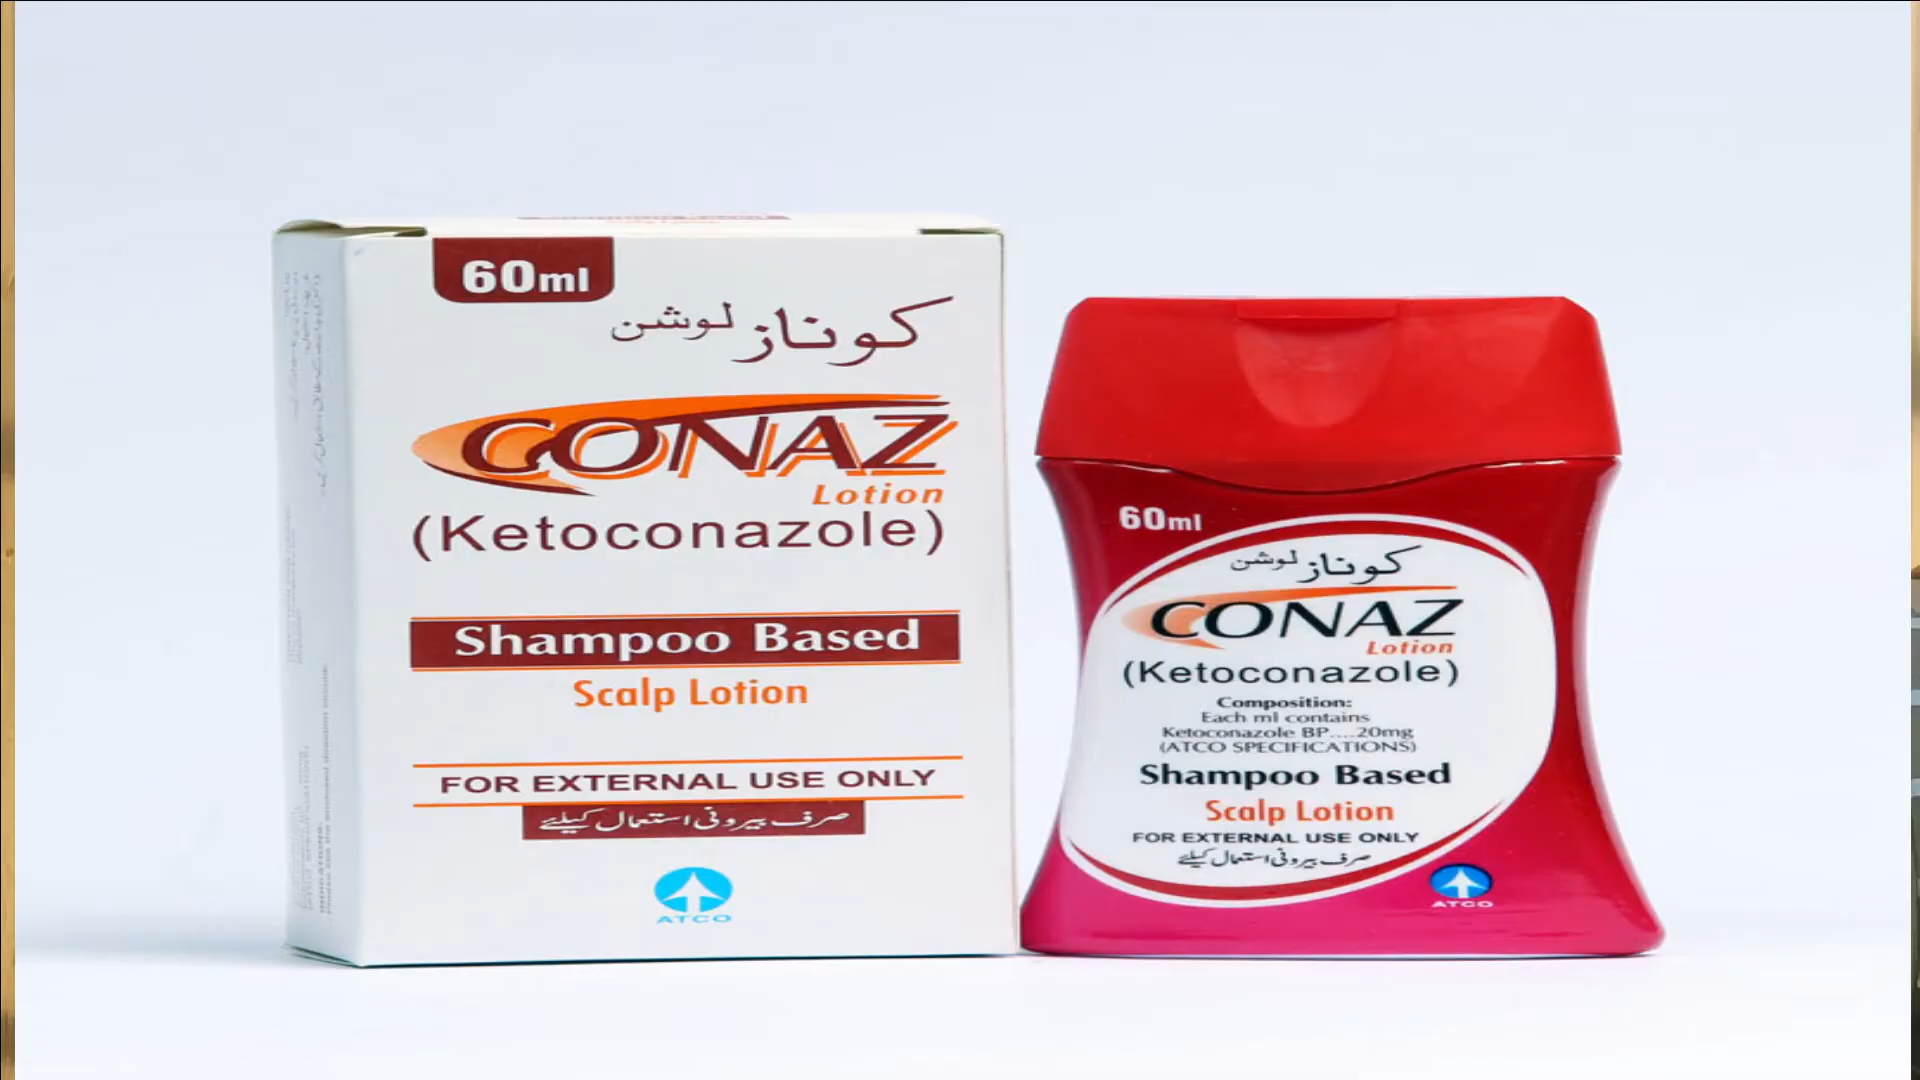 60ml
کوناز لوشن
CONAZ
Lotion
(Ketoconazole)
Shampoo Based
Scalp Lotion
FOR EXTERNAL USE ONLY
صرف بیرونی استعمال کیلئے
ATCO
60ml
کوناز لوشن
CONAZ
Lotion
(Ketoconazole)
Composition:
Each ml contains
Ketoconazole BP....20mg
(ATCO SPECIFICATIONS)
Shampoo Based
Scalp Lotion
FOR EXTERNAL USE ONLY
صرف بیرونی استعمال کیلئے
ATCO